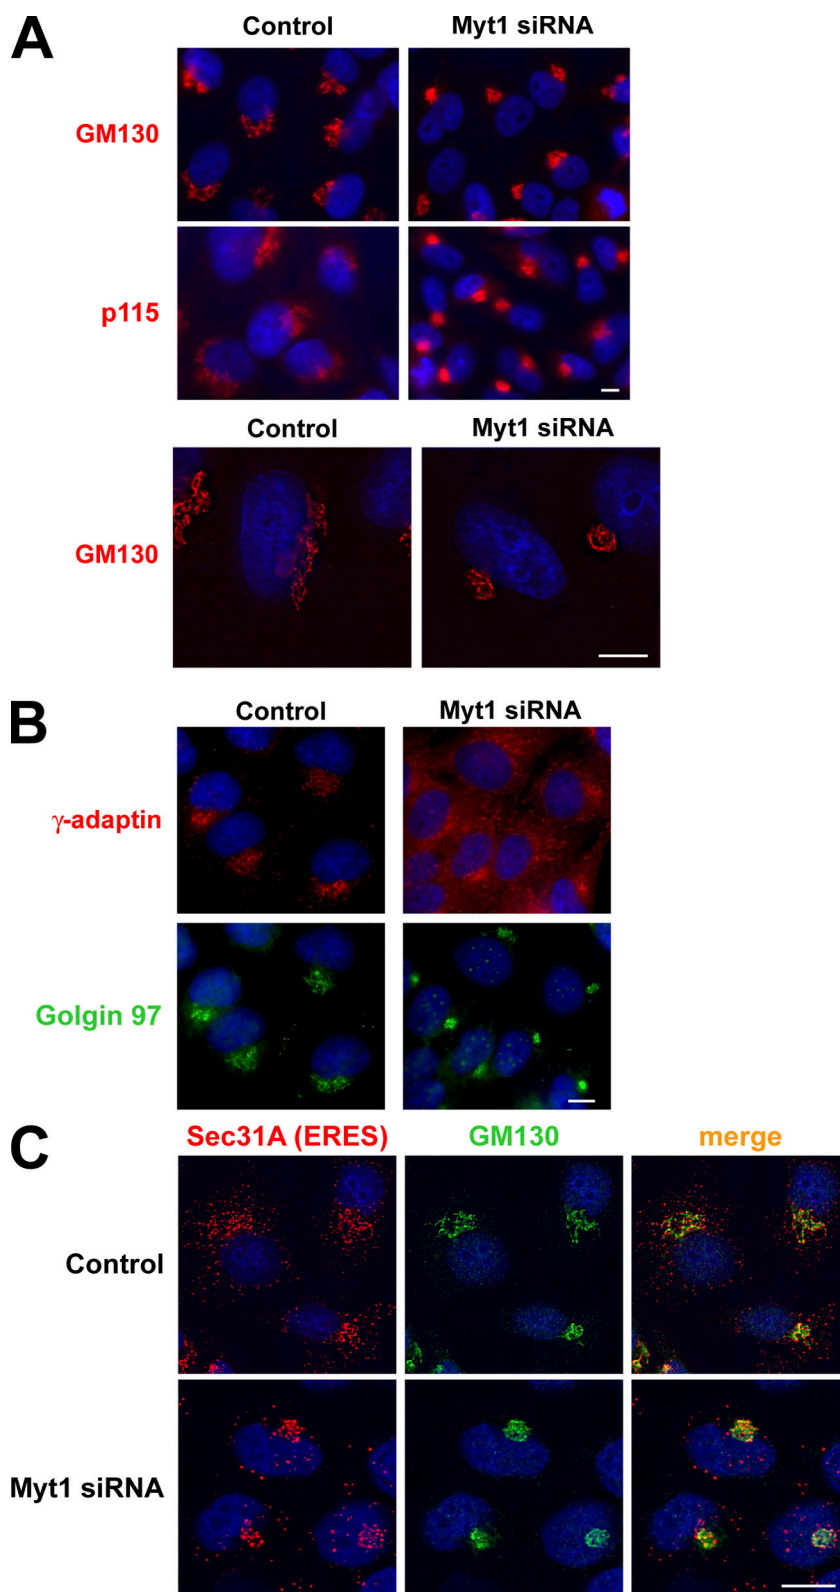 A
Control Myt1 siRNA
GM130
p115
Control Myt1 siRNA
GM130
B
Control Myt1 siRNA
γ-adaptin
Golgin 97
C
Sec31A (ERES) GM130 merge
Control
Myt1 siRNA